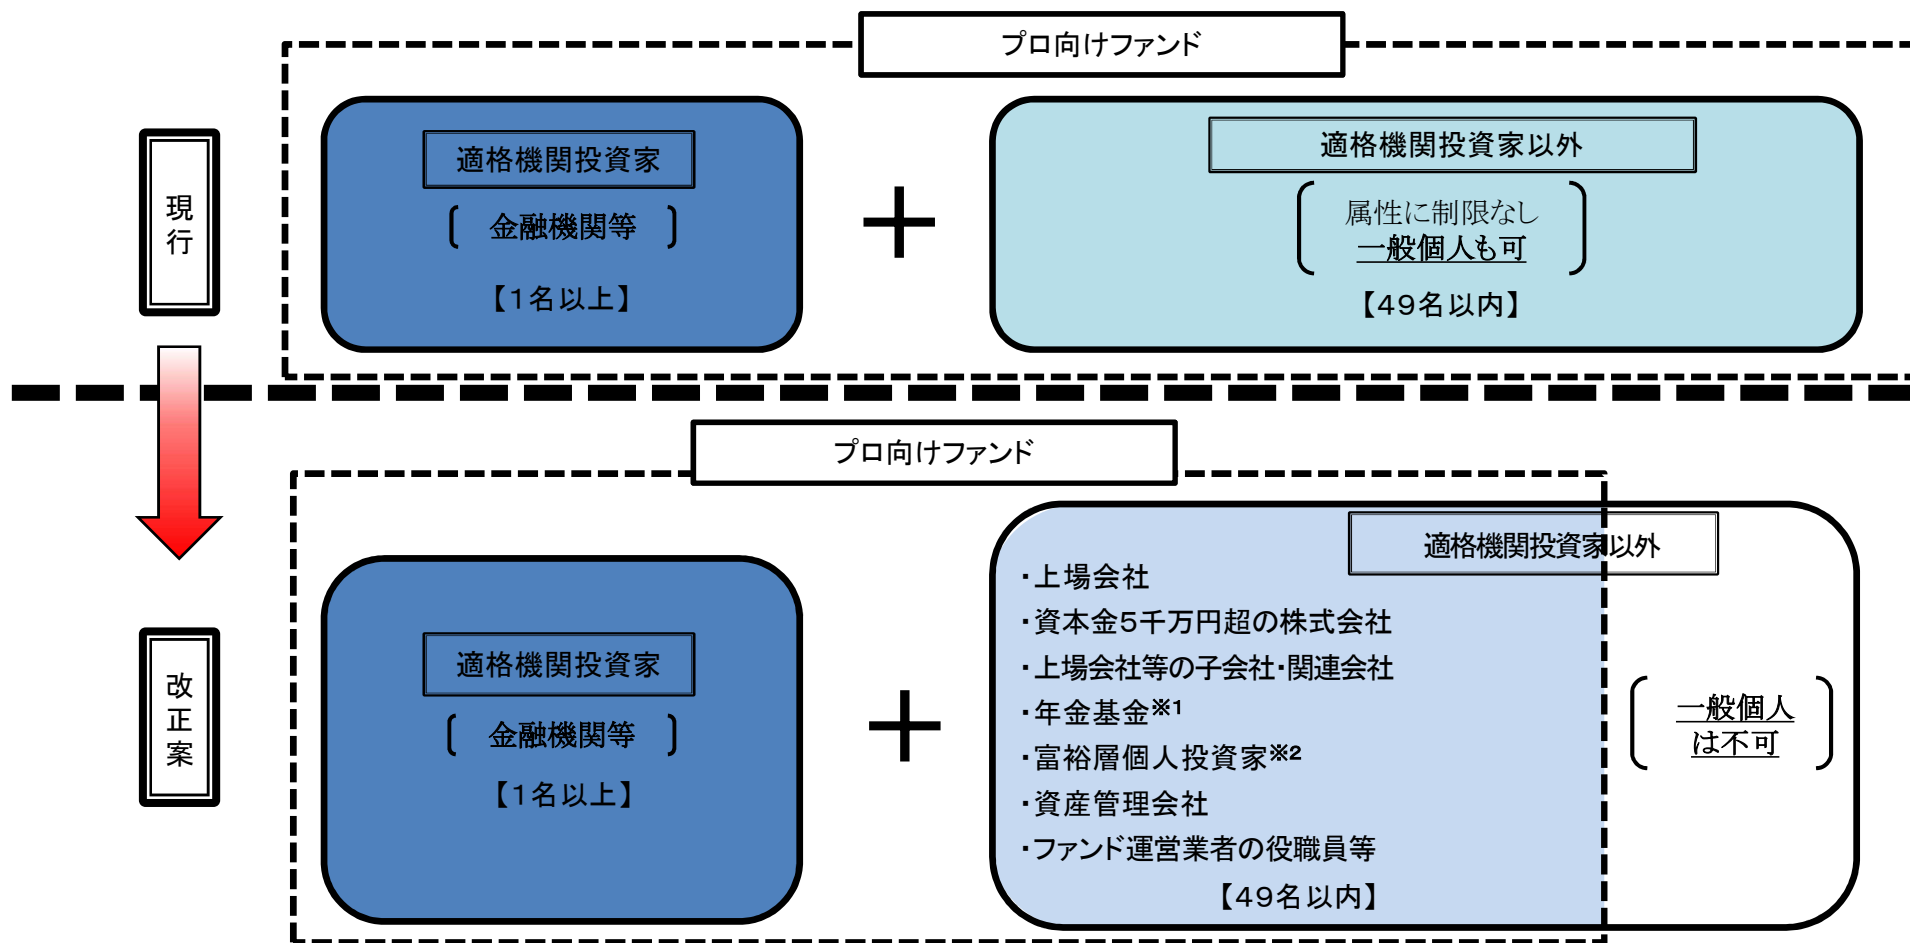 プロ向けファンド
現行
適格機関投資家
金融機関等
【1名以上】
＋
適格機関投資家以外
属性に制限なし
一般個人も可
【49名以内】
プロ向けファンド
改正案
適格機関投資家
金融機関等
【1名以上】
＋
適格機関投資家以外
・上場会社
・資本金5千万円超の株式会社
・上場会社等の子会社・関連会社
・年金基金※1
・富裕層個人投資家※2
・資産管理会社
・ファンド運営業者の役職員等
【49名以内】
一般個人
は不可